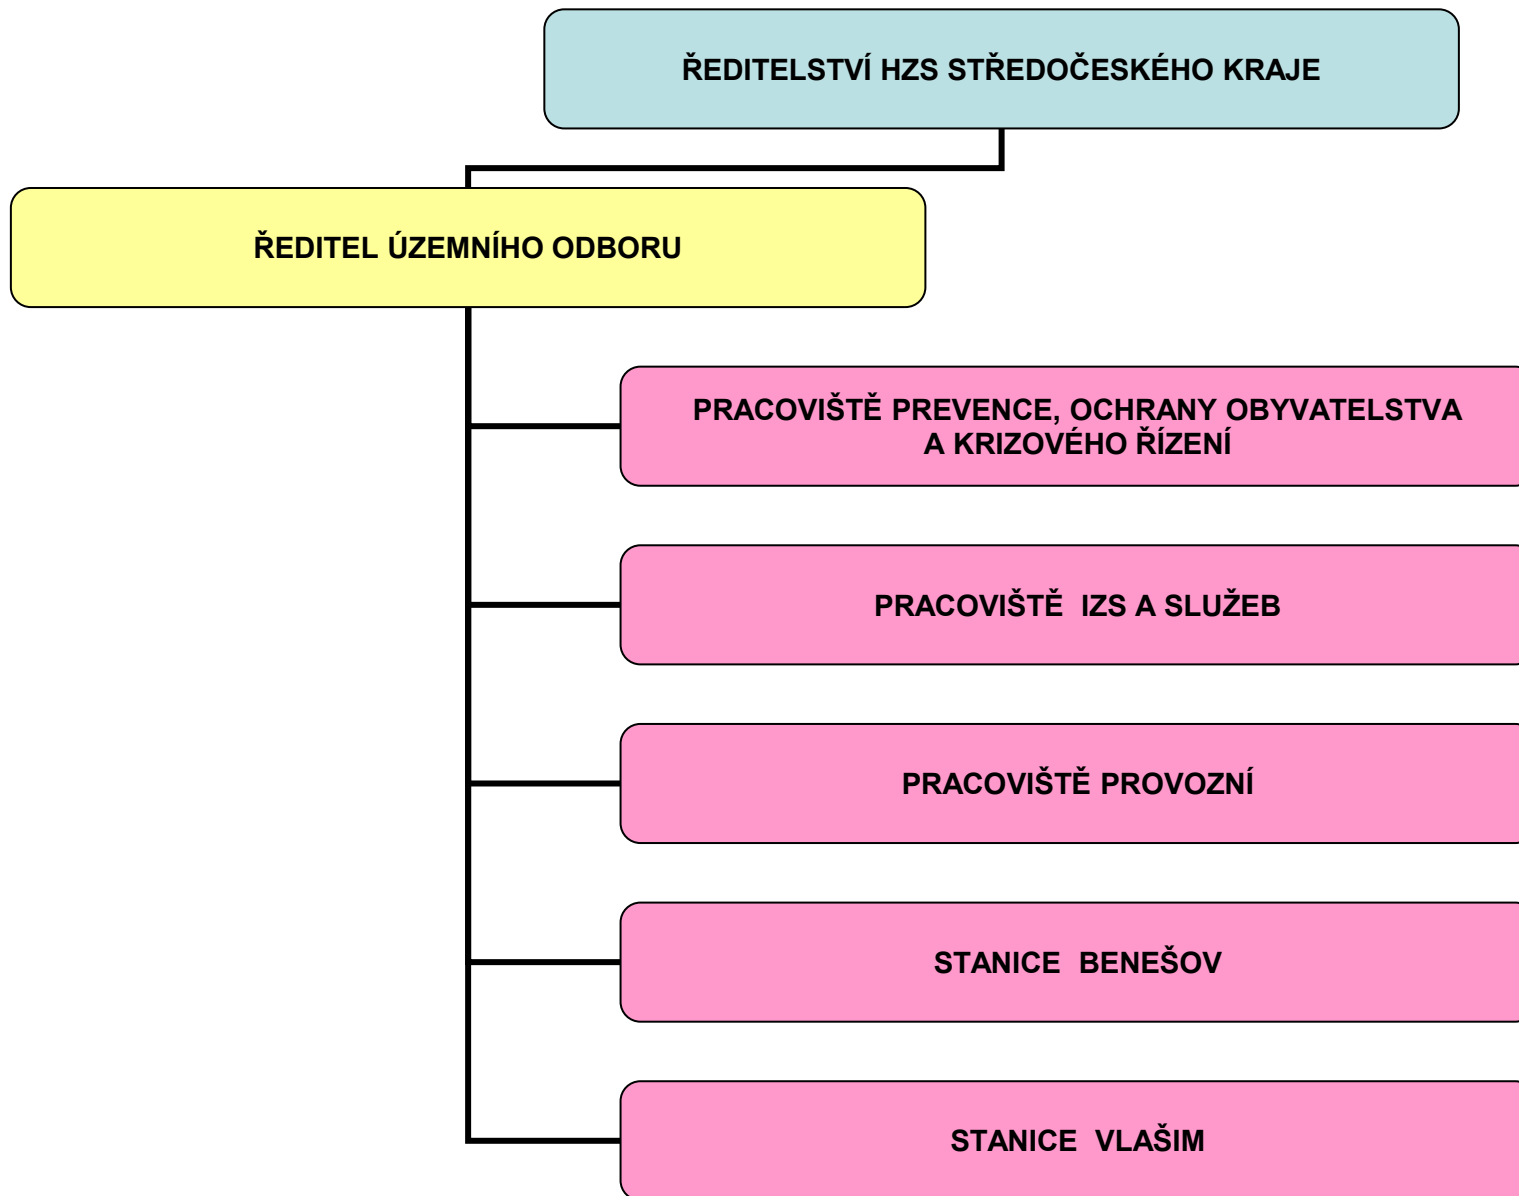 ŘEDITELSTVÍ HZS STŘEDOČESKÉHO KRAJE
ŘEDITEL ÚZEMNÍHO ODBORU
PRACOVIŠTĚ PREVENCE, OCHRANY OBYVATELSTVA
A KRIZOVÉHO ŘÍZENÍ
PRACOVIŠTĚ  IZS A SLUŽEB
PRACOVIŠTĚ PROVOZNÍ
STANICE  BENEŠOV
STANICE  VLAŠIM